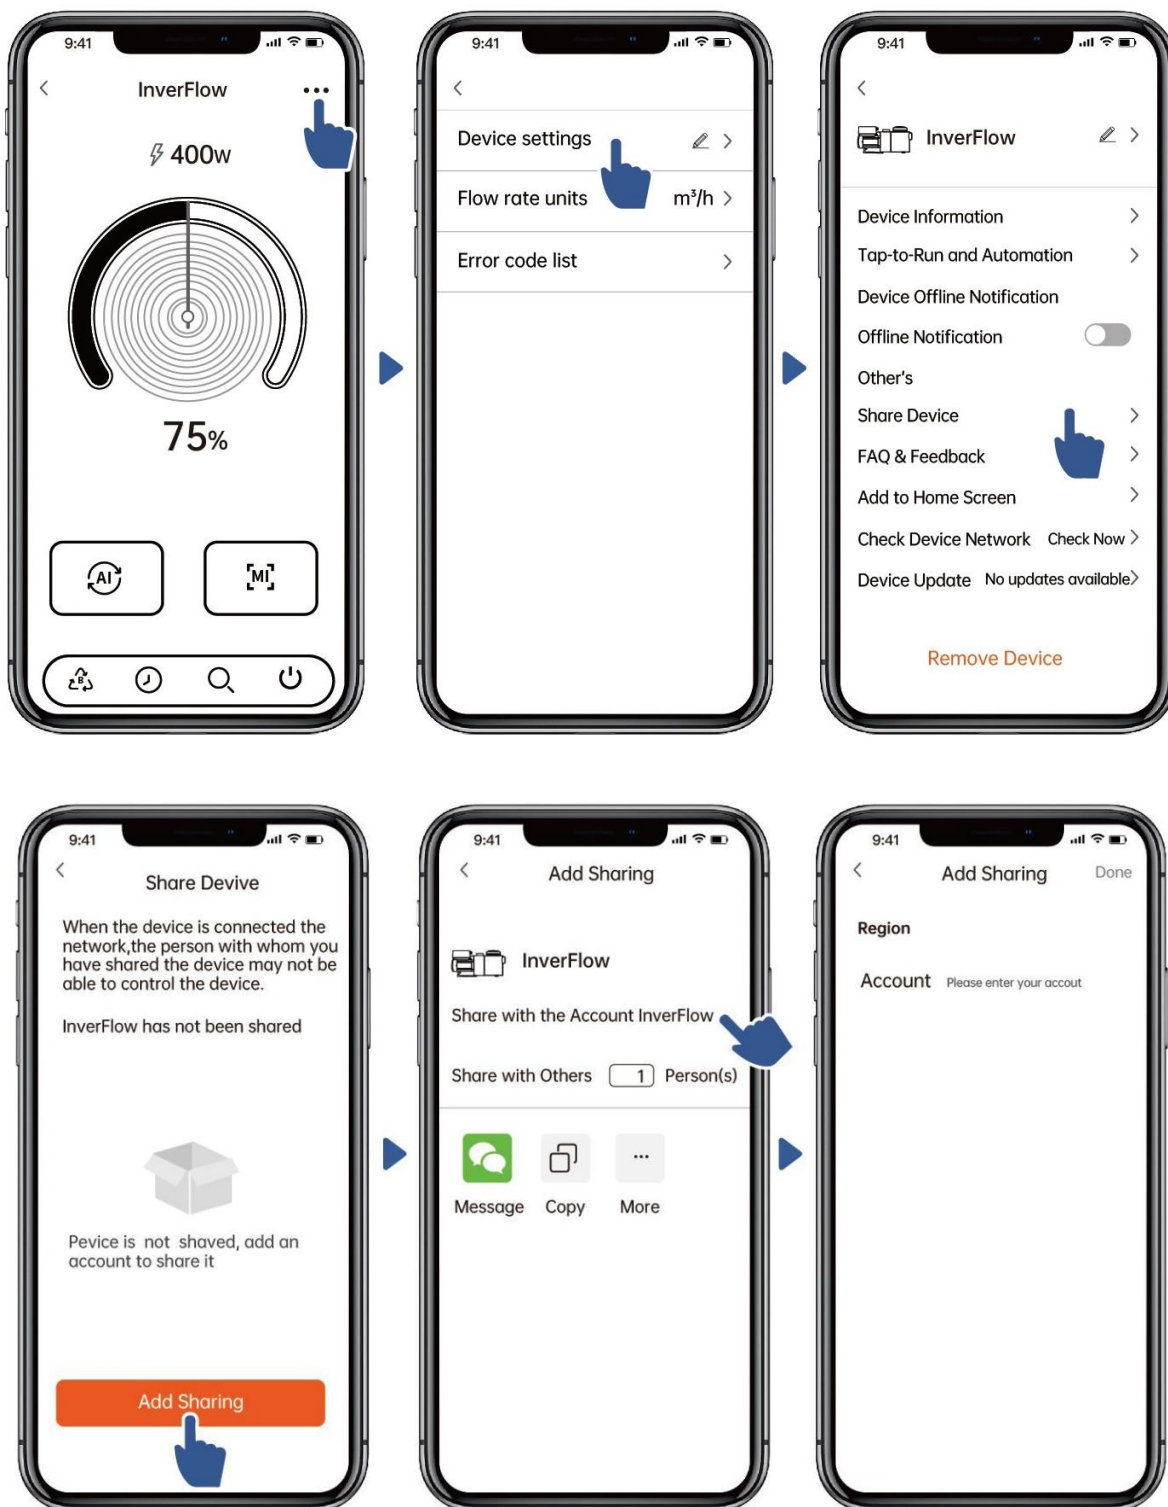 9:41
InverFlow
400W
75%
AI
MI
B
9:41
Device settings
Flow rate units m³/h
Error code list
9:41
InverFlow
Device Information
Tap-to-Run and Automation
Device Offline Notification
Offline Notification
Other's
Share Device
FAQ & Feedback
Add to Home Screen
Check Device Network Check Now
Device Update No updates available
Remove Device
9:41
Share Devive
When the device is connected the
network,the person with whom you
have shared the device may not be
able to control the device.
InverFlow has not been shared
Pevice is not shaved, add an
account to share it
Add Sharing
9:41
Add Sharing
InverFlow
Share with the Account InverFlow
Share with Others 1 Person(s)
Message Copy More
9:41
Add Sharing Done
Region
Account Please enter your accout